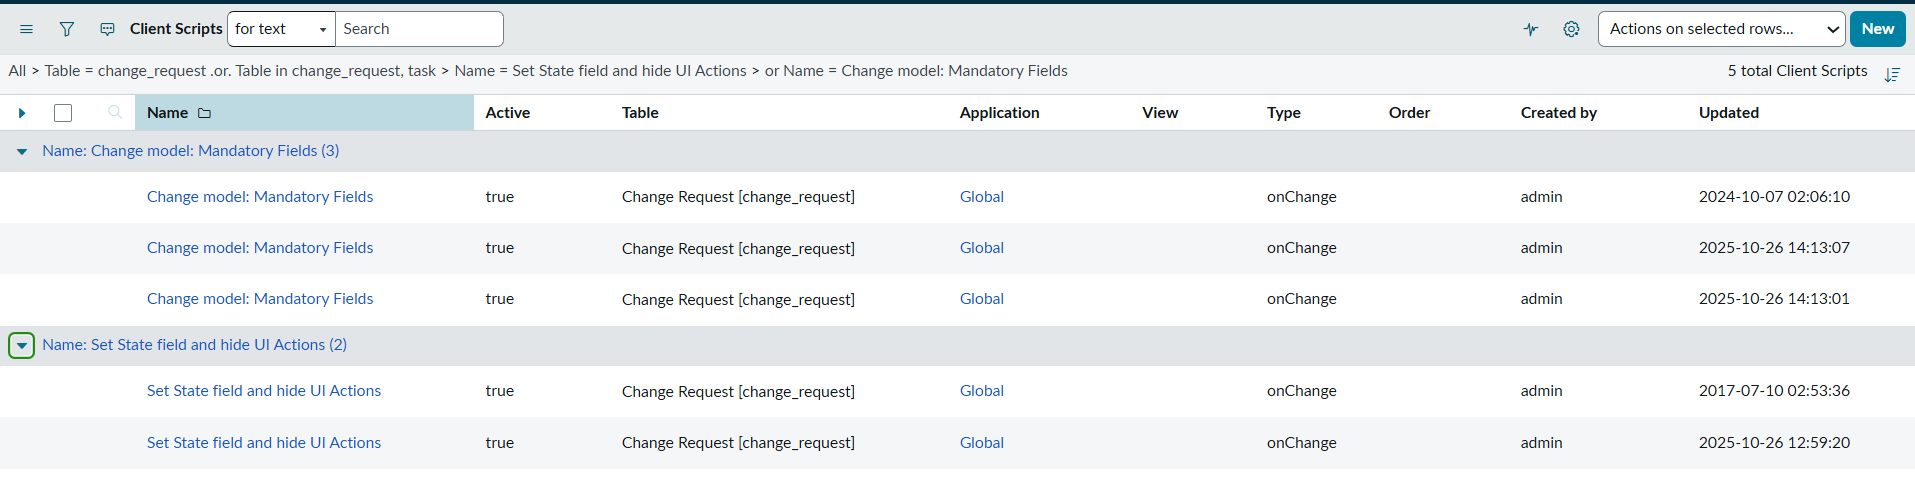 Client Scripts for text Search Actions on selected rows... New
All > Table = change_request .or. Table in change_request, task > Name = Set State field and hide UI Actions > or Name = Change model: Mandatory Fields 5 total Client Scripts
Name Active Table Application View Type Order Created by Updated
Name: Change model: Mandatory Fields (3)
Change model: Mandatory Fields true Change Request [change_request] Global onChange admin 2024-10-07 02:06:10
Change model: Mandatory Fields true Change Request [change_request] Global onChange admin 2025-10-26 14:13:07
Change model: Mandatory Fields true Change Request [change_request] Global onChange admin 2025-10-26 14:13:01
Name: Set State field and hide UI Actions (2)
Set State field and hide UI Actions true Change Request [change_request] Global onChange admin 2017-07-10 02:53:36
Set State field and hide UI Actions true Change Request [change_request] Global onChange admin 2025-10-26 12:59:20